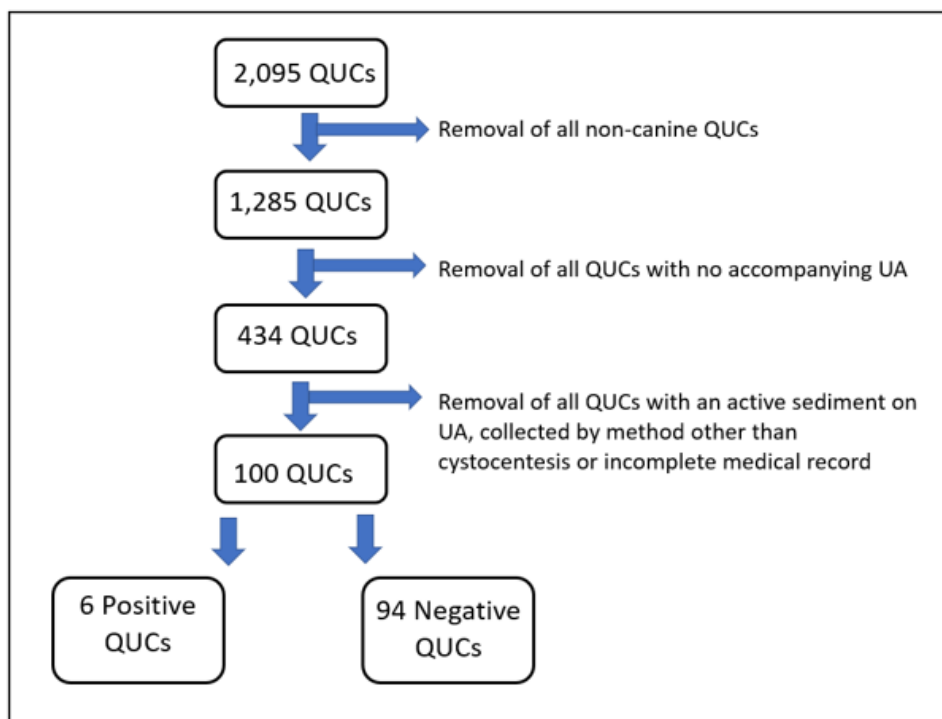 2,095 QUCs
Removal of all non-canine QUCs
1,285 QUCs
Removal of all QUCs with no accompanying UA
434 QUCs
Removal of all QUCs with an active sediment on
UA, collected by method other than
cystocentesis or incomplete medical record
100 QUCs
6 Positive
QUCs
94 Negative
QUCs